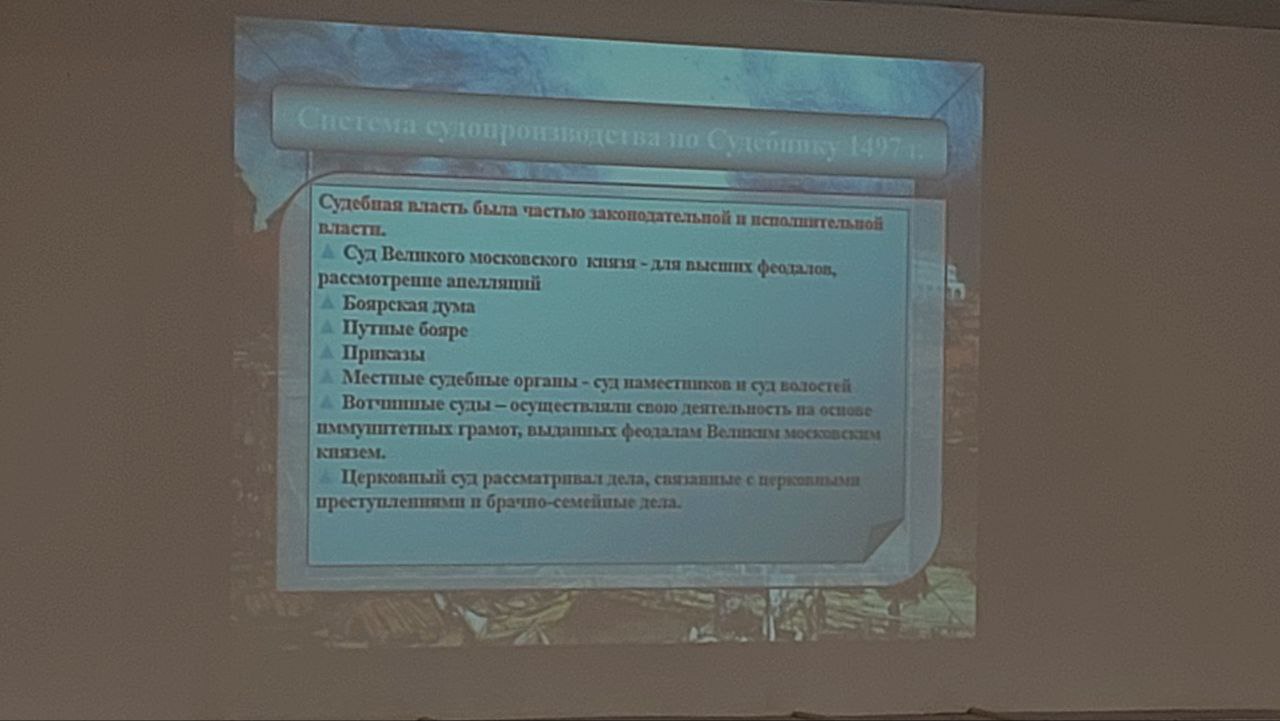 Система судопроизводства по Судебнику 1497 г.
Судебная власть была частью законодательной и исполнительной
власти.
Суд Великого московского князя - для высших феодалов,
рассмотрение апелляций
Боярская дума
Путные бояре
Приказы
Местные судебные органы - суд наместников и суд волостей
Вотчинные суды – осуществляли свою деятельность на основе
иммунитетных грамот, выданных феодалам Великим московским
князем.
Церковный суд рассматривал дела, связанные с церковными
преступлениями и брачно-семейные дела.